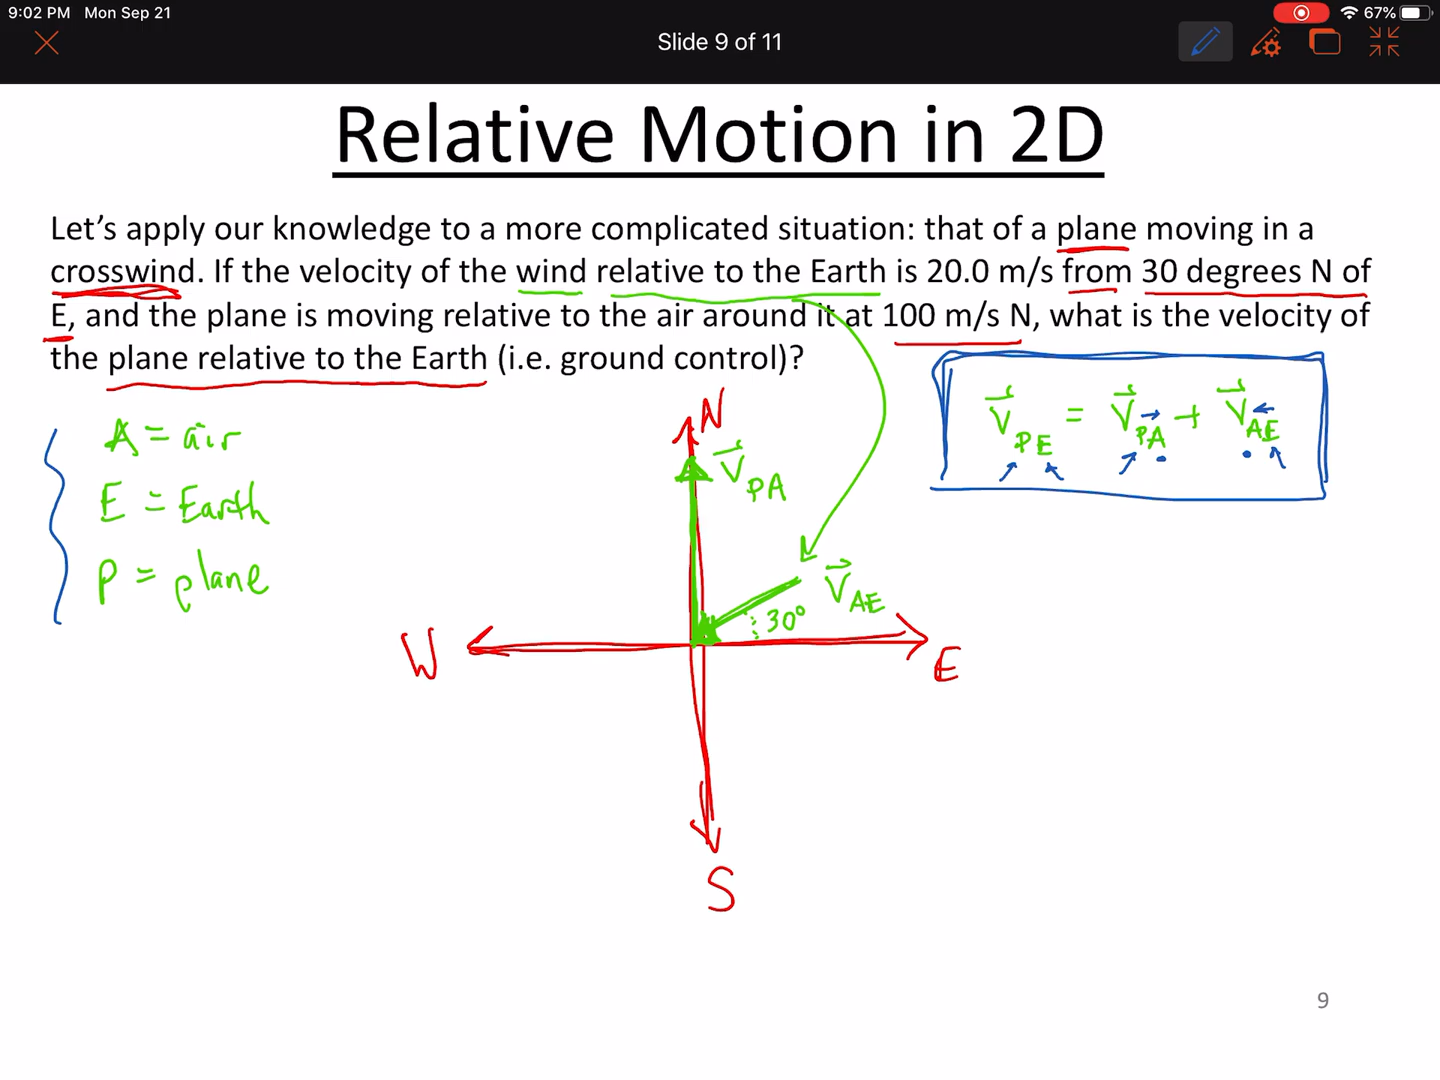 9:02 PM Mon Sep 21
67%
Slide 9 of 11
Relative Motion in 2D
Let’s apply our knowledge to a more complicated situation: that of a plane moving in a
crosswind. If the velocity of the wind relative to the Earth is 20.0 m/s from 30 degrees N of
E, and the plane is moving relative to the air around it at 100 m/s N, what is the velocity of
the plane relative to the Earth (i.e. ground control)?
V PE = V PA + V AE
A = air
E = Earth
P = plane
N
V PA
V AE
30°
W
E
S
9